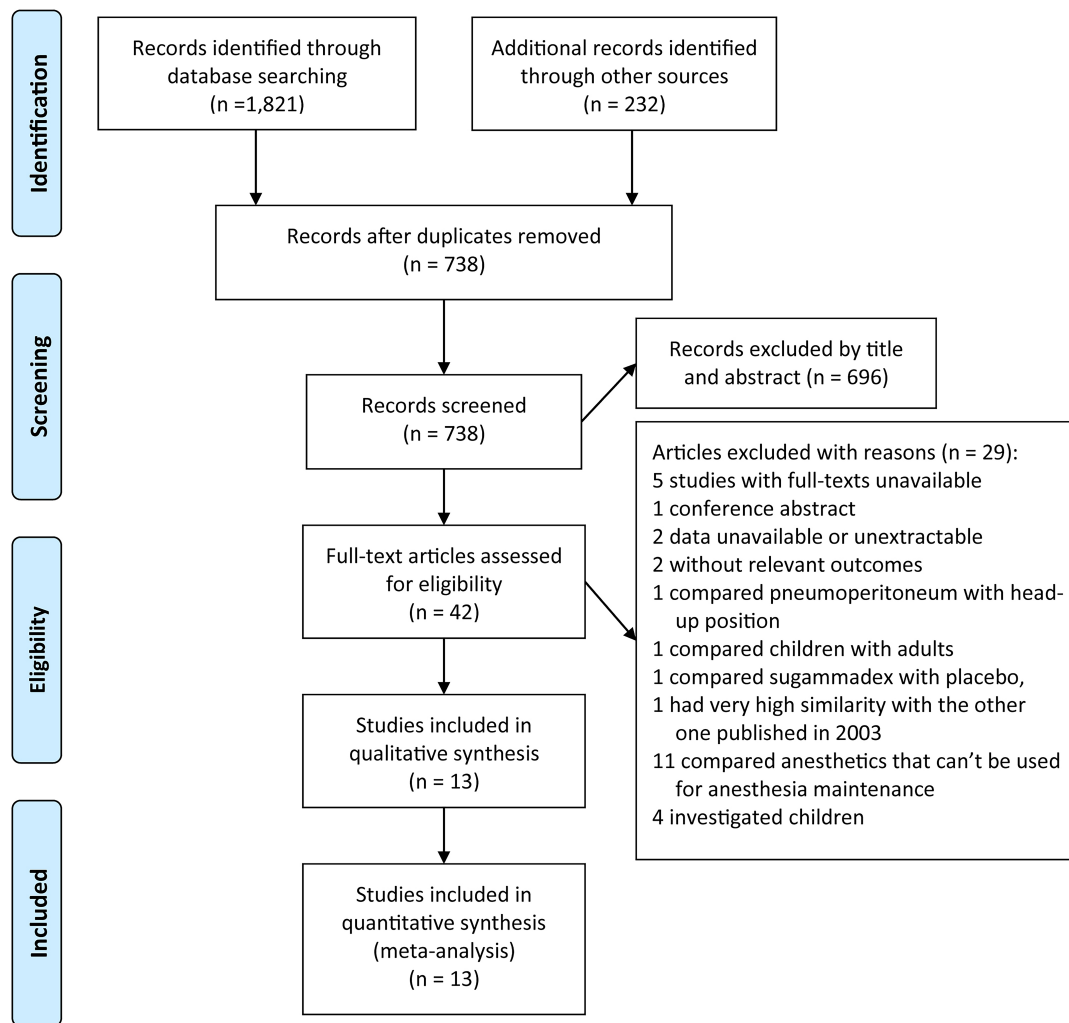 Identification
Records identified through
database searching
(n =1,821)
Additional records identified
through other sources
(n = 232)
Records after duplicates removed
(n = 738)
Screening
Records screened
(n = 738)
Records excluded by title
and abstract (n = 696)
Eligibility
Full-text articles assessed
for eligibility
(n = 42)
Articles excluded with reasons (n = 29):
5 studies with full-texts unavailable
1 conference abstract
2 data unavailable or unextractable
2 without relevant outcomes
1 compared pneumoperitoneum with head-
up position
1 compared children with adults
1 compared sugammadex with placebo,
1 had very high similarity with the other
one published in 2003
11 compared anesthetics that can’t be used
for anesthesia maintenance
4 investigated children
Studies included in
qualitative synthesis
(n = 13)
Included
Studies included in
quantitative synthesis
(meta-analysis)
(n = 13)